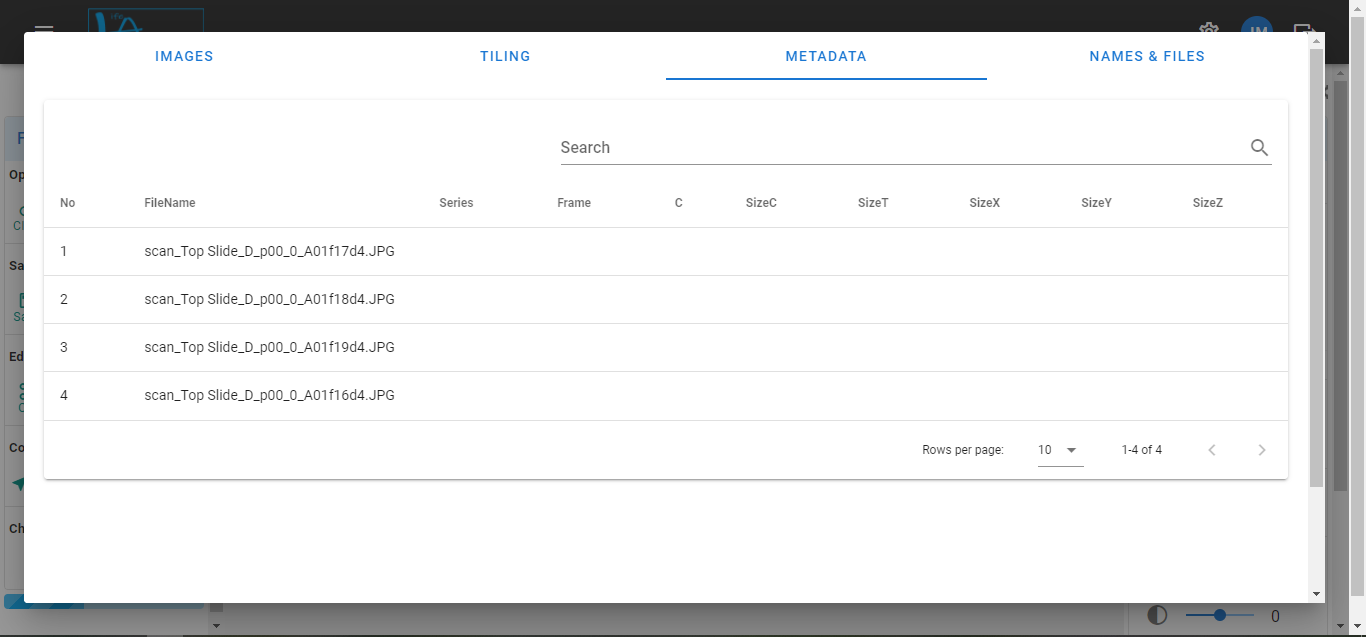 IMAGES TILING METADATA NAMES & FILES
Search
No FileName Series Frame C SizeC SizeT SizeX SizeY SizeZ
1 scan_Top Slide_D_p00_0_A01f17d4.JPG
2 scan_Top Slide_D_p00_0_A01f18d4.JPG
3 scan_Top Slide_D_p00_0_A01f19d4.JPG
4 scan_Top Slide_D_p00_0_A01f16d4.JPG
Rows per page: 10 1-4 of 4
0